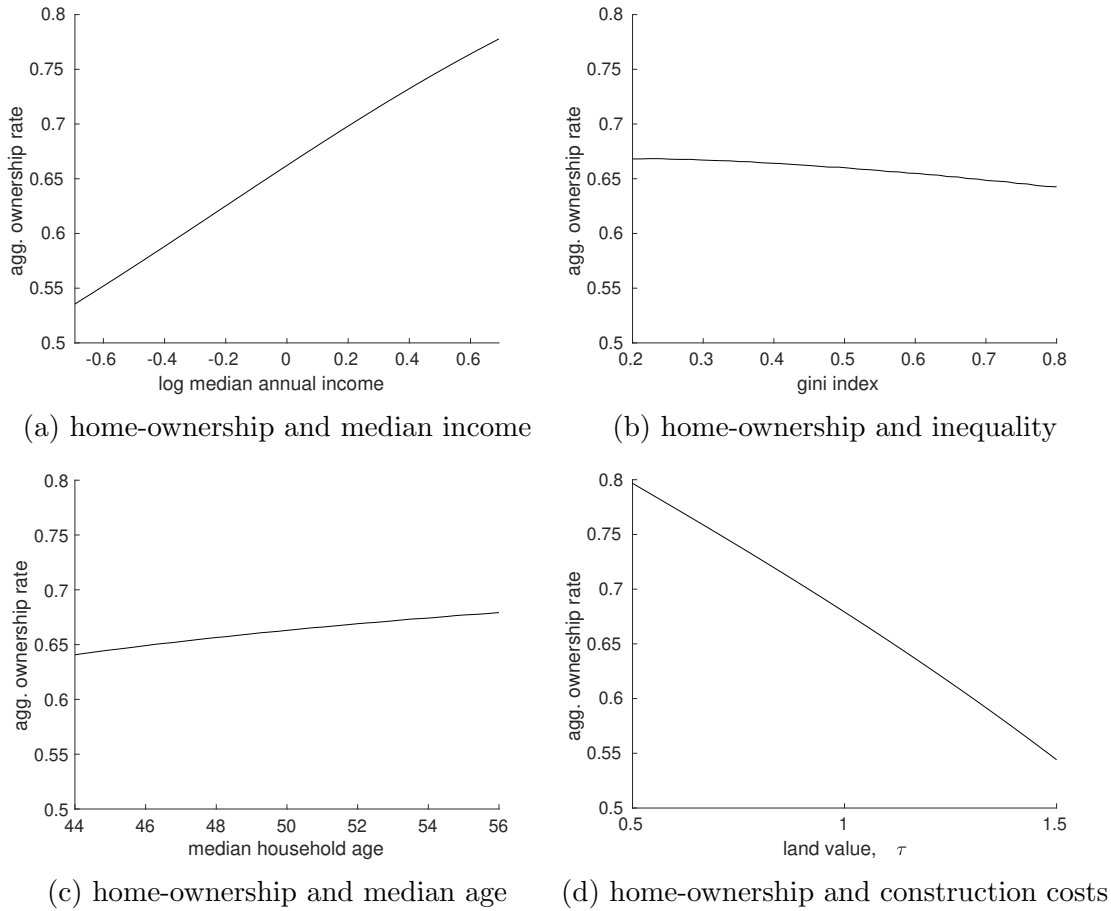 0.8
0.75
0.7
0.65
0.6
0.55
0.5
agg. ownership rate
-0.6 -0.4 -0.2 0 0.2 0.4 0.6
log median annual income
(a) home-ownership and median income
0.8
0.75
0.7
0.65
0.6
0.55
0.5
agg. ownership rate
0.2 0.3 0.4 0.5 0.6 0.7 0.8
gini index
(b) home-ownership and inequality
0.8
0.75
0.7
0.65
0.6
0.55
0.5
agg. ownership rate
44 46 48 50 52 54 56
median household age
(c) home-ownership and median age
0.8
0.75
0.7
0.65
0.6
0.55
0.5
agg. ownership rate
0.5 1 1.5
land value, τ
(d) home-ownership and construction costs